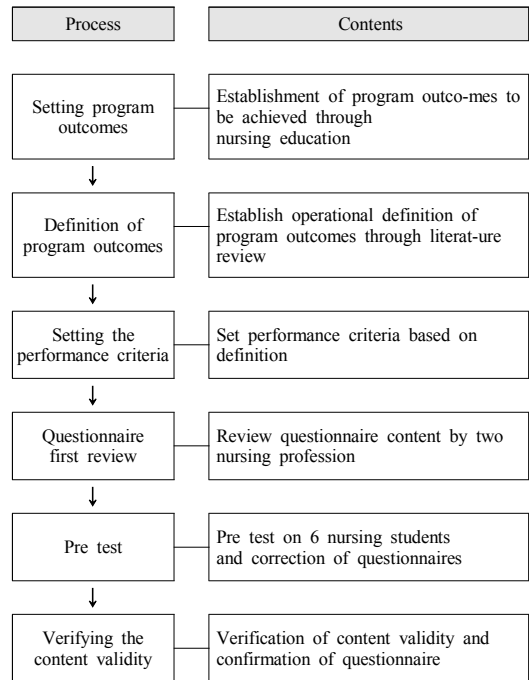 Process
Contents
Setting program
outcomes
Establishment of program outco-mes to
be achieved through
nursing education
Definition of
program outcomes
Establish operational definition of
program outcomes through literat-ure
review
Setting the
performance criteria
Set performance criteria based on
definition
Questionnaire
first review
Review questionnaire content by two
nursing profession
Pre test
Pre test on 6 nursing students
and correction of questionnaires
Verifying the
content validity
Verification of content validity and
confirmation of questionnaire